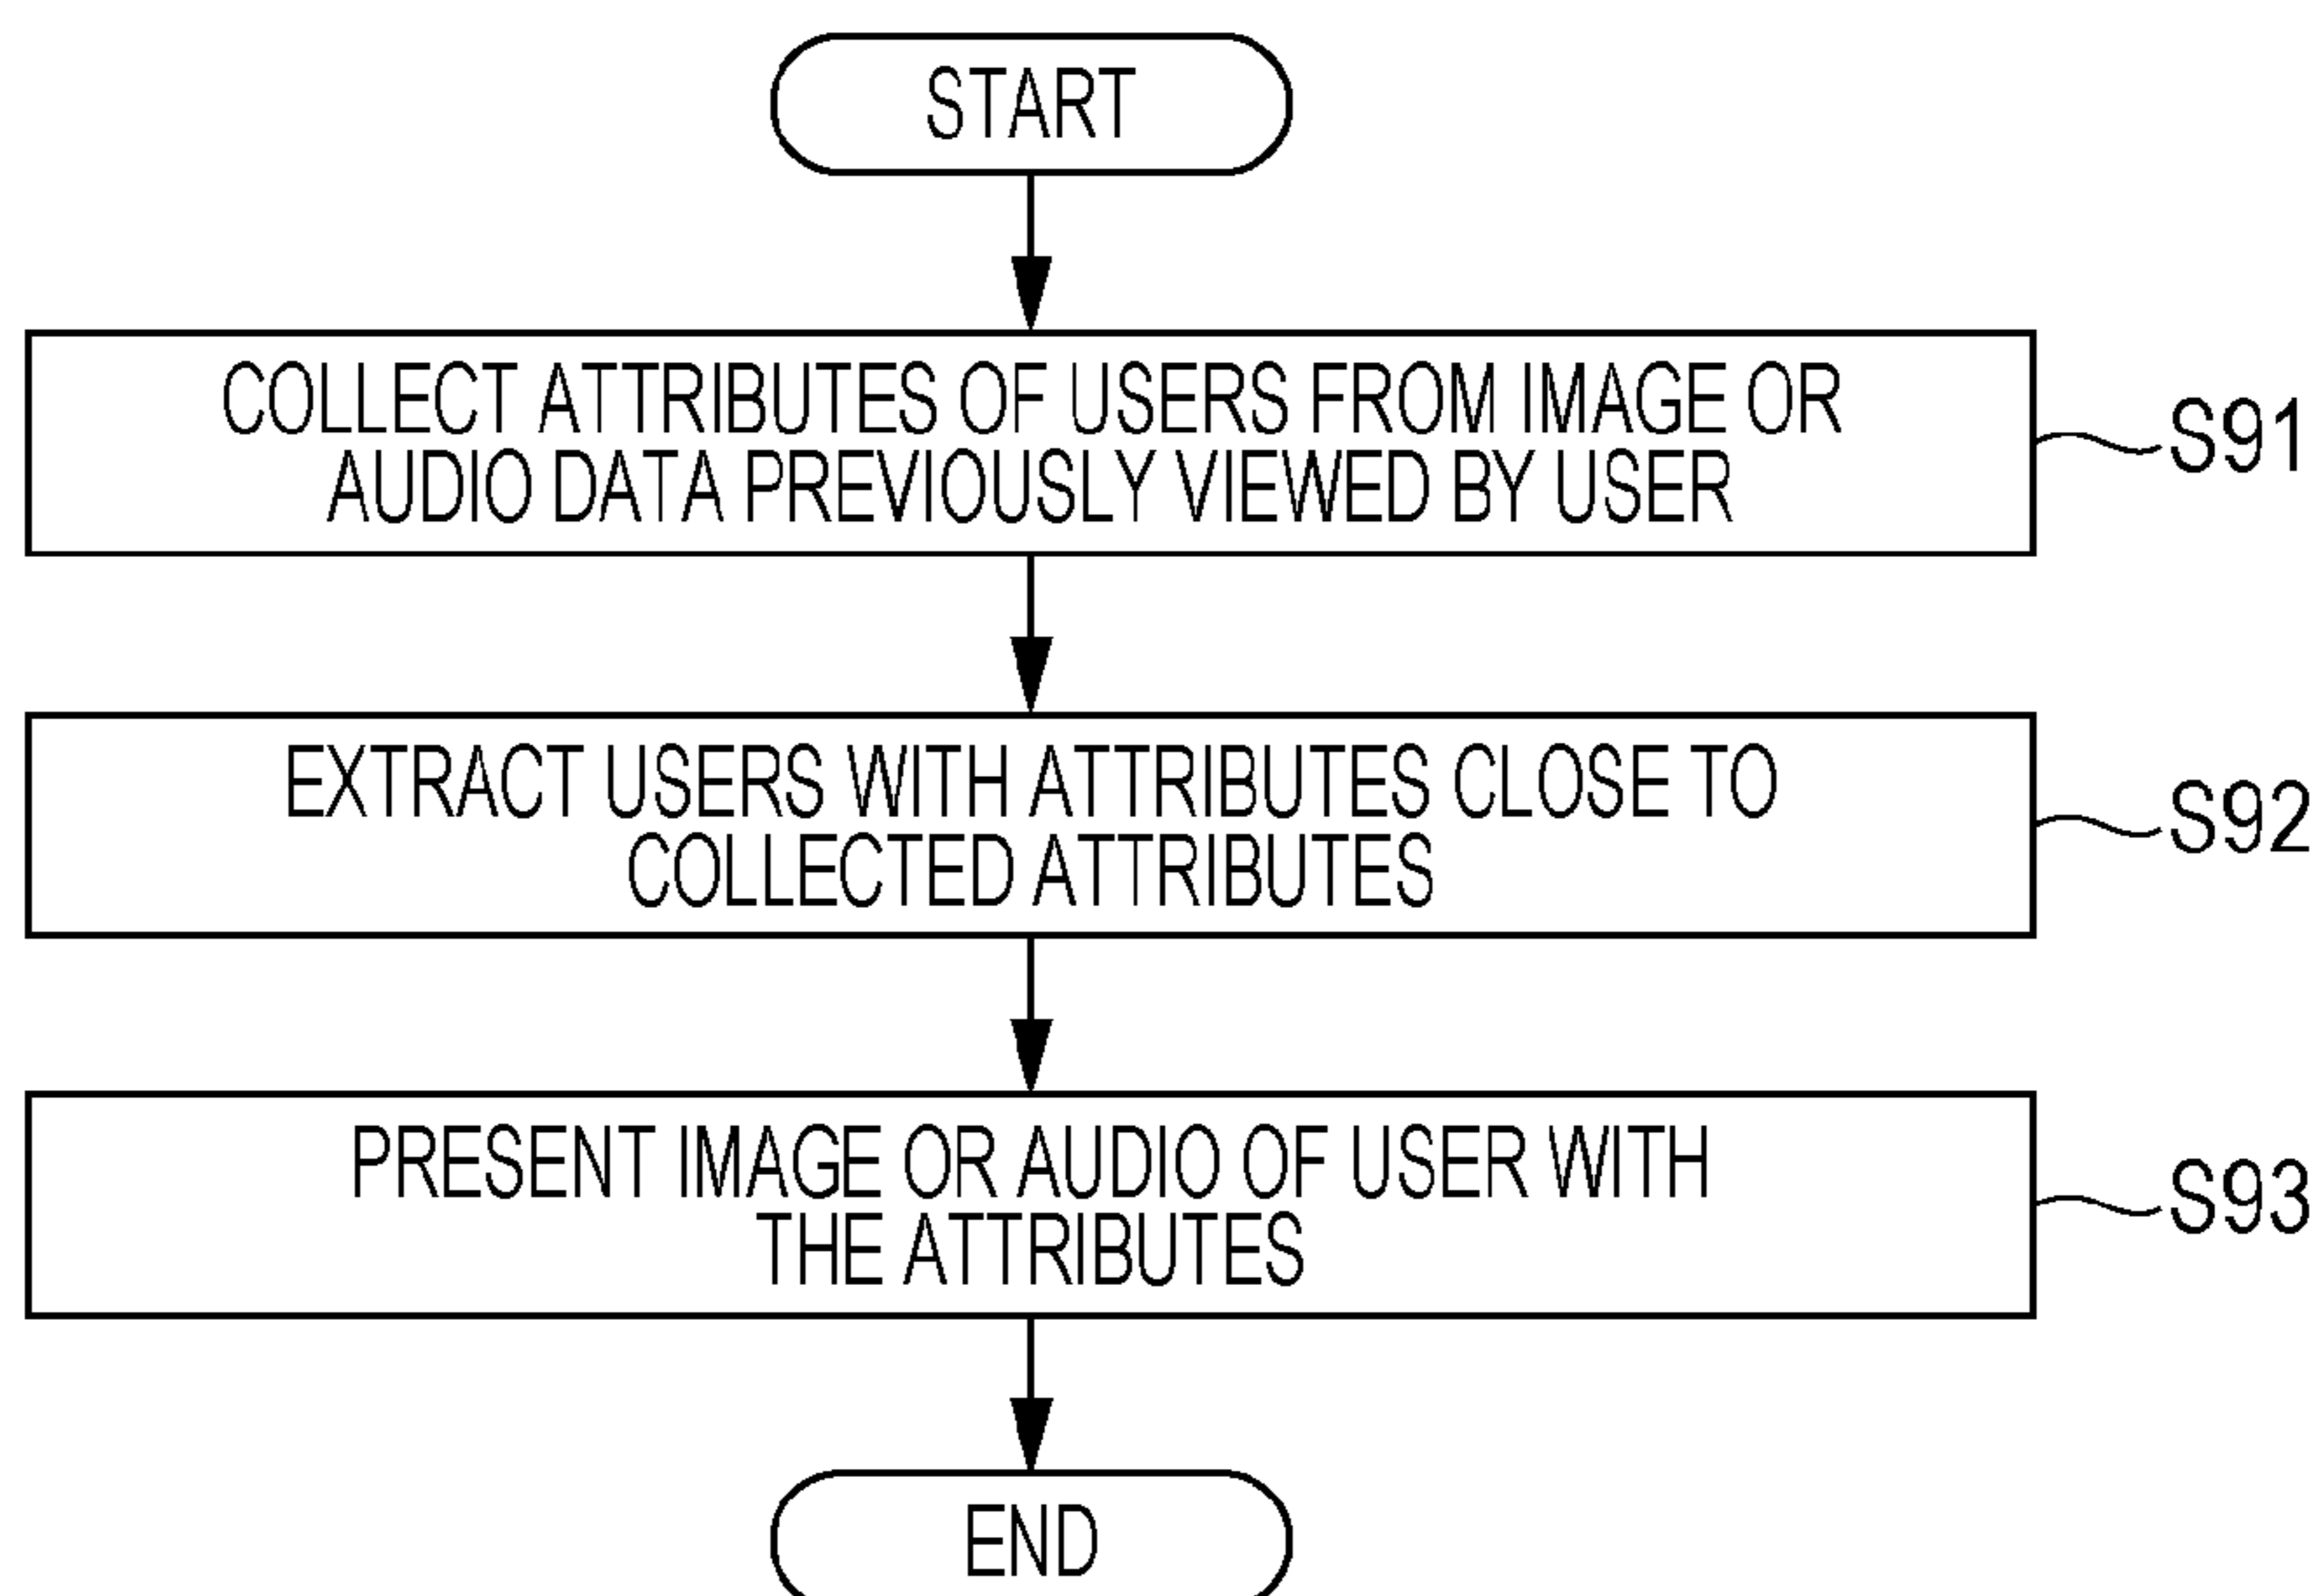 START
COLLECT ATTRIBUTES OF USERS FROM IMAGE OR
AUDIO DATA PREVIOUSLY VIEWED BY USER
S91
EXTRACT USERS WITH ATTRIBUTES CLOSE TO
COLLECTED ATTRIBUTES
S92
PRESENT IMAGE OR AUDIO OF USER WITH
THE ATTRIBUTES
S93
END